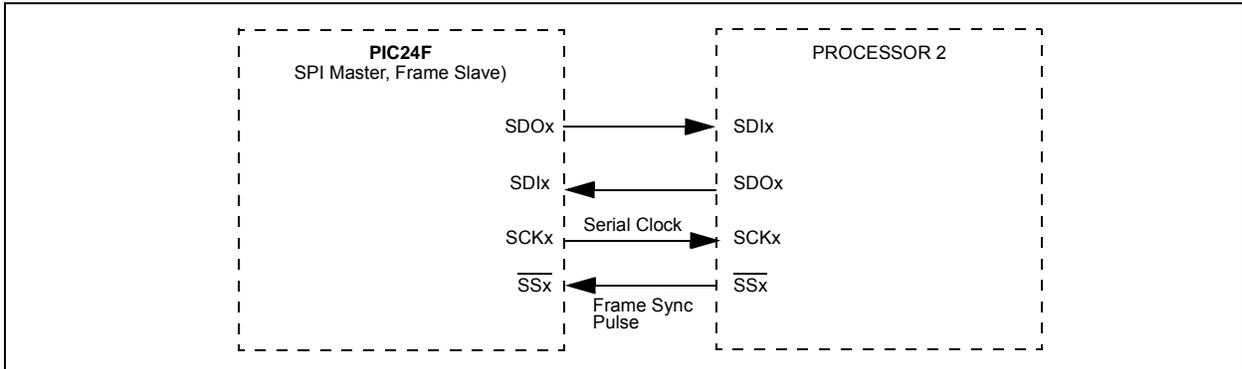 PIC24F
SPI Master, Frame Slave)
PROCESSOR 2
SDOx
SDIx
SDIx
SDOx
Serial Clock
SCKx
SCKx
SSx
SSx
Frame Sync
Pulse